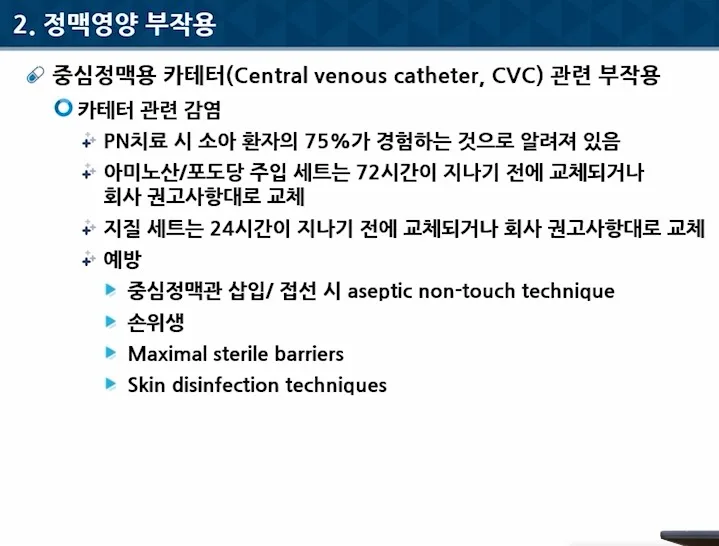 2. 정맥영양 부작용
중심정맥용 카테터(Central venous catheter, CVC) 관련 부작용
카테터 관련 감염
PN치료 시 소아 환자의 75%가 경험하는 것으로 알려져 있음
아미노산/포도당 주입 세트는 72시간이 지나기 전에 교체되거나
회사 권고사항대로 교체
지질 세트는 24시간이 지나기 전에 교체되거나 회사 권고사항대로 교체
예방
중심정맥관 삽입/ 접선 시 aseptic non-touch technique
손위생
Maximal sterile barriers
Skin disinfection techniques